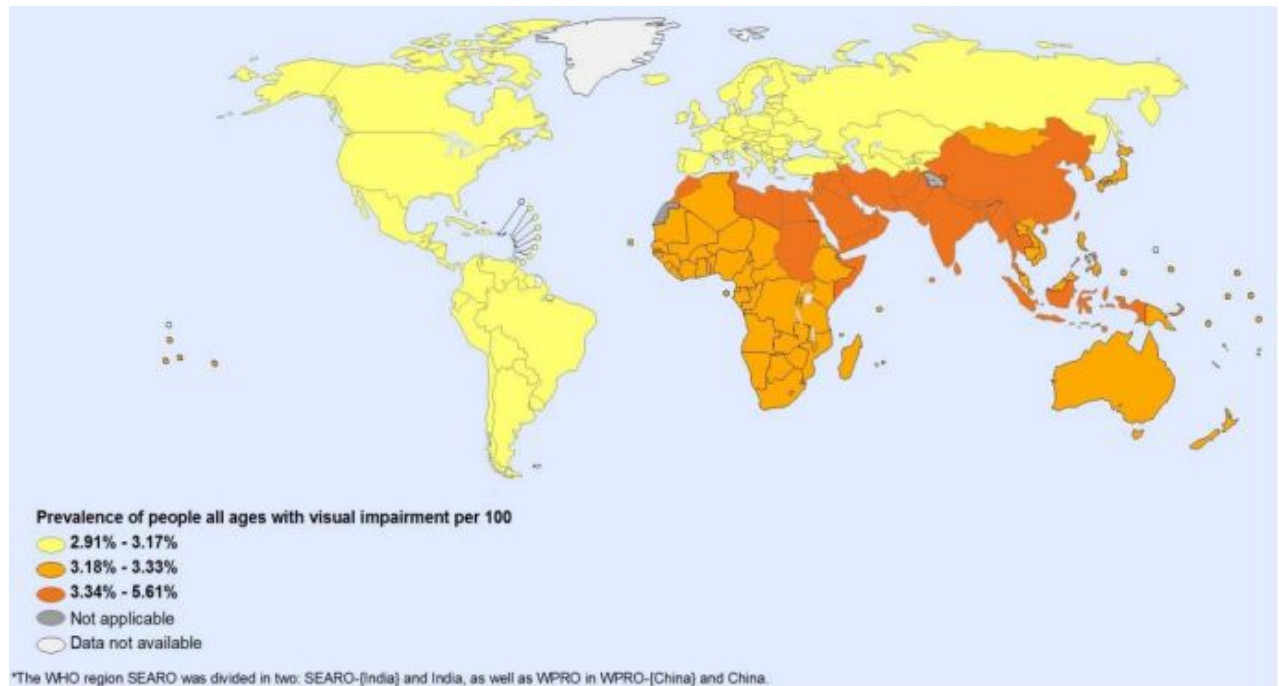 Prevalence of people all ages with visual impairment per 100
2.91% - 3.17%
3.18% - 3.33%
3.34% - 5.61%
Not applicable
Data not available
*The WHO region SEARO was divided in two: SEARO-{India} and India, as well as WPRO in WPRO-{China} and China.